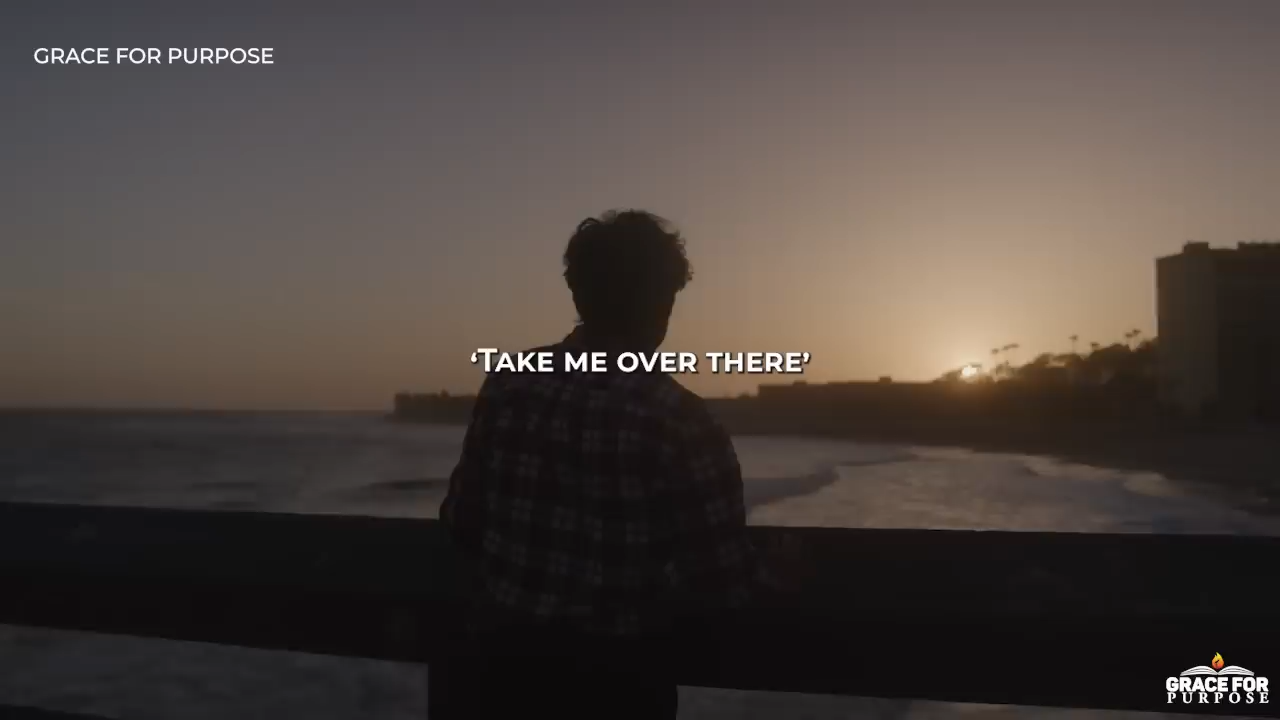 GRACE FOR PURPOSE
‘TAKE ME OVER THERE’
GRACE FOR
PURPOSE